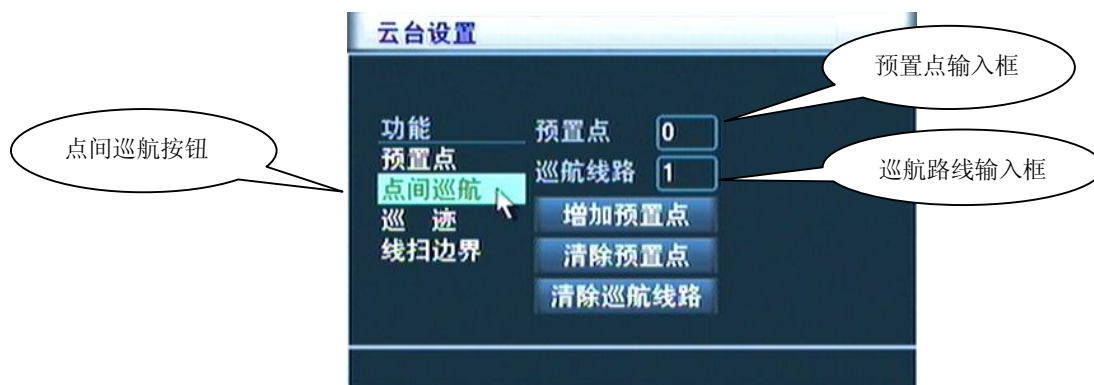 云台设置
预置点输入框
点间巡航按钮
功能
预置点 0
预置点
巡航线路 1
巡航路线输入框
点间巡航
增加预置点
巡 迹
线扫边界
清除预置点
清除巡航线路